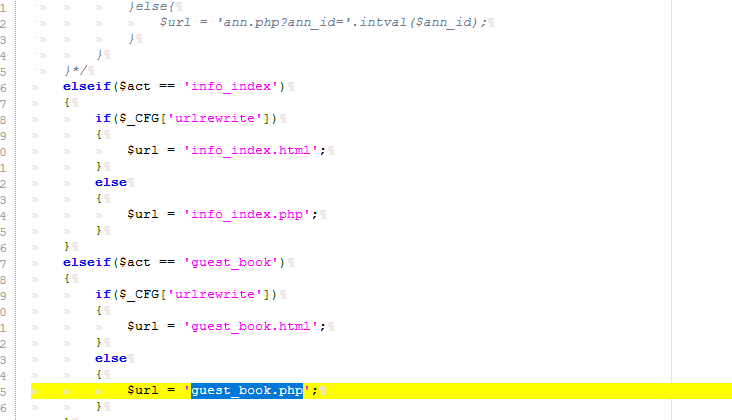 1 }else{
2 $url = 'ann.php?ann_id='.intval($ann_id);
3 }
4 }
5 }*/
6 elseif($act == 'info_index')
7 {
8 if($_CFG['urlrewrite'])
9 {
0 $url = 'info_index.html';
1 }
2 else
3 {
4 $url = 'info_index.php';
5 }
6 }
7 elseif($act == 'guest_book')
8 {
9 if($_CFG['urlrewrite'])
0 {
1 $url = 'guest_book.html';
2 }
3 else
4 {
5 $url = 'guest_book.php';
6 }